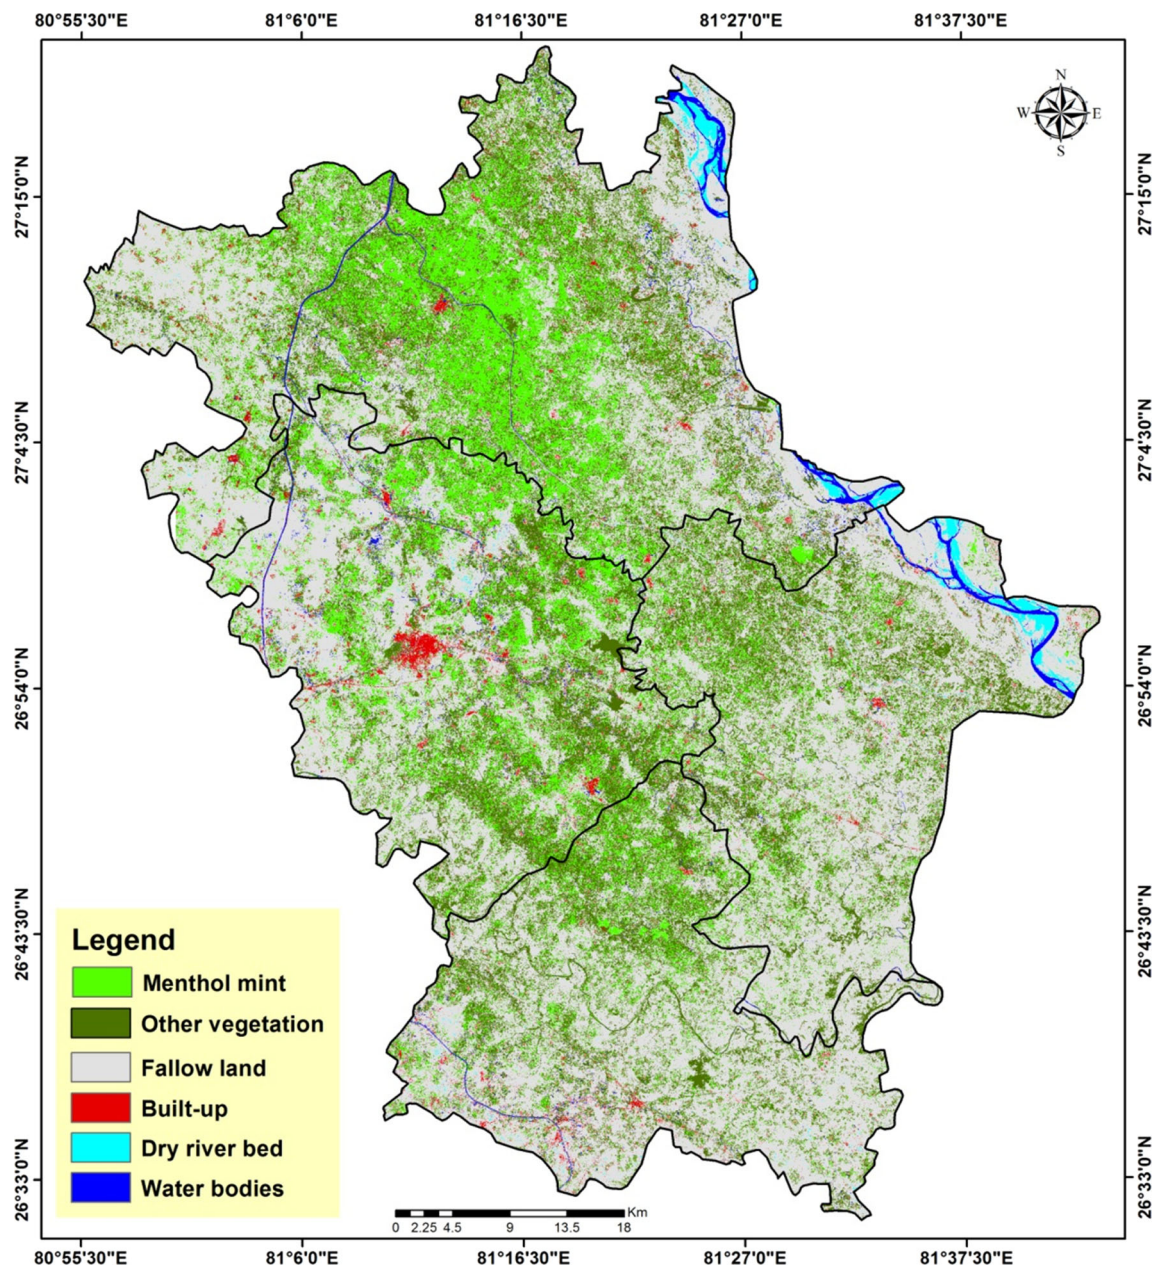 80°55'30"E 81°6'0"E 81°16'30"E 81°27'0"E 81°37'30"E
N
W E
S
27°15'0"N 27°15'0"N
27°4'30"N 27°4'30"N
26°54'0"N 26°54'0"N
26°43'30"N 26°43'30"N
26°33'0"N 26°33'0"N
Legend
Menthol mint
Other vegetation
Fallow land
Built-up
Dry river bed
Water bodies
Km
0 2.25 4.5 9 13.5 18
80°55'30"E 81°6'0"E 81°16'30"E 81°27'0"E 81°37'30"E